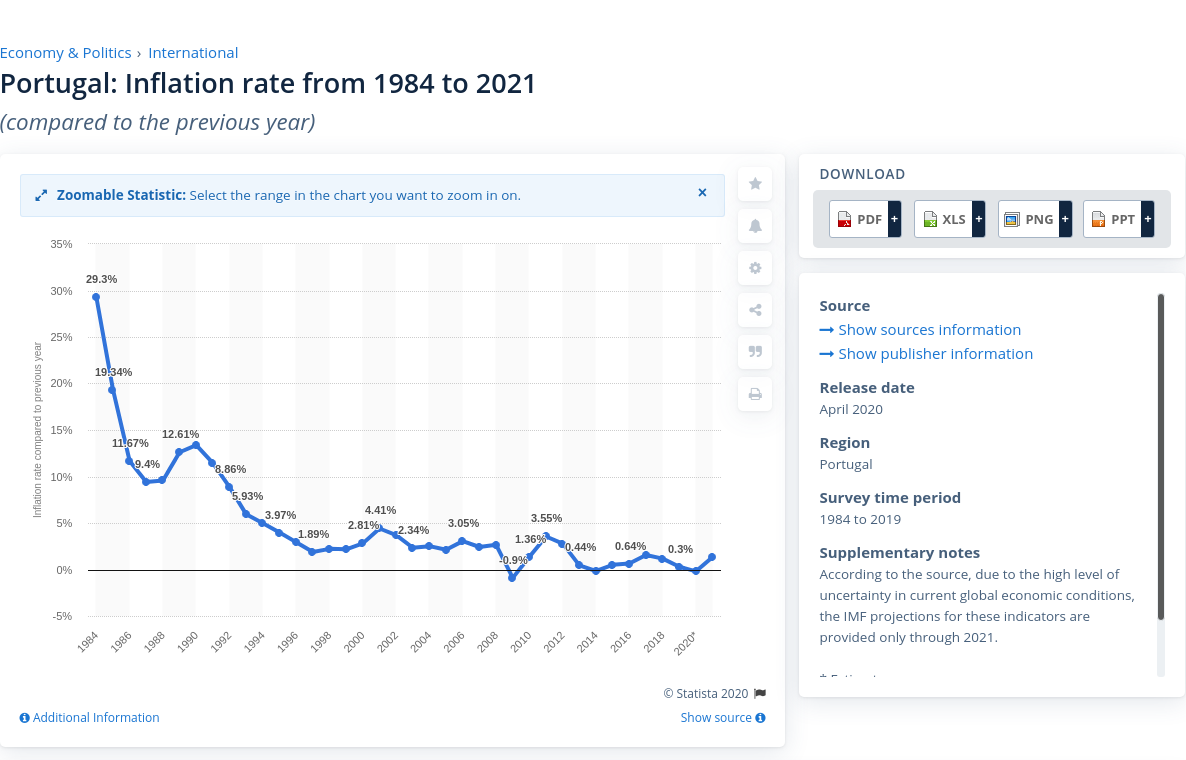 Economy & Politics › International
Portugal: Inflation rate from 1984 to 2021
(compared to the previous year)
Zoomable Statistic: Select the range in the chart you want to zoom in on. ×
Inflation rate compared to previous year
35%
30%
25%
20%
15%
10%
5%
0%
-5%
29.3%
19.34%
11.67%
9.4%
12.61%
8.86%
5.93%
3.97%
1.89%
2.81%
4.41%
2.34%
3.05%
-0.9%
1.36%
3.55%
0.44%
0.64%
0.3%
1984
1986
1988
1990
1992
1994
1996
1998
2000
2002
2004
2006
2008
2010
2012
2014
2016
2018
2020*
© Statista 2020
Additional Information
Show source
DOWNLOAD
PDF +
XLS +
PNG +
PPT +
Source
Show sources information
Show publisher information
Release date
April 2020
Region
Portugal
Survey time period
1984 to 2019
Supplementary notes
According to the source, due to the high level of
uncertainty in current global economic conditions,
the IMF projections for these indicators are
provided only through 2021.